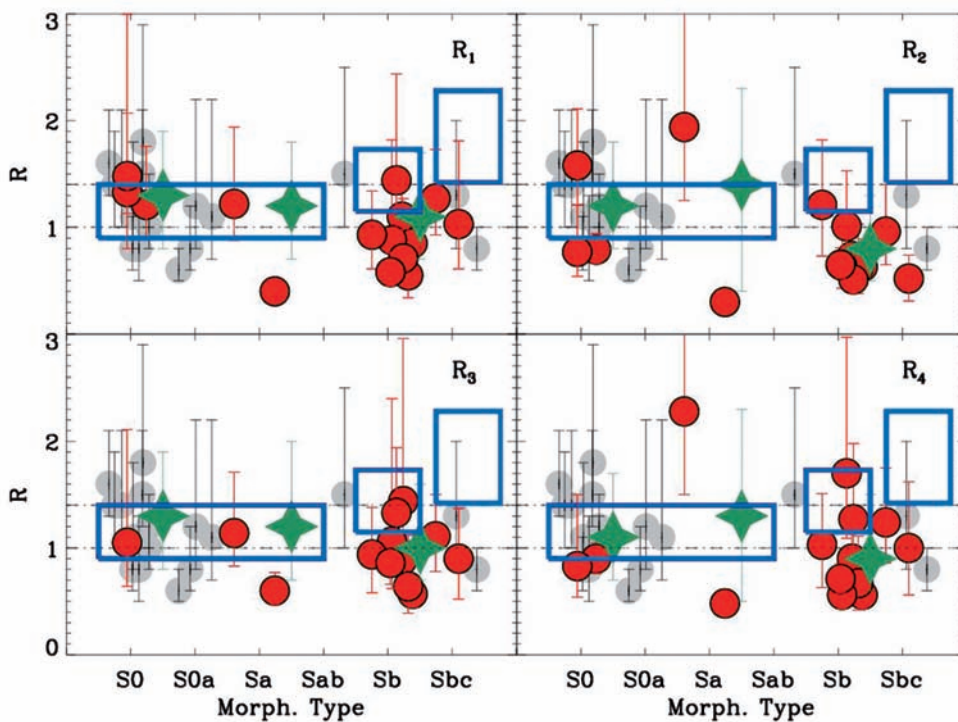 3
R₁
R₂
2
R
1
3
R₃
R₄
2
R
1
0
S0 S0a Sa Sab Sb Sbc
S0 S0a Sa Sab Sb Sbc
Morph. Type
Morph. Type